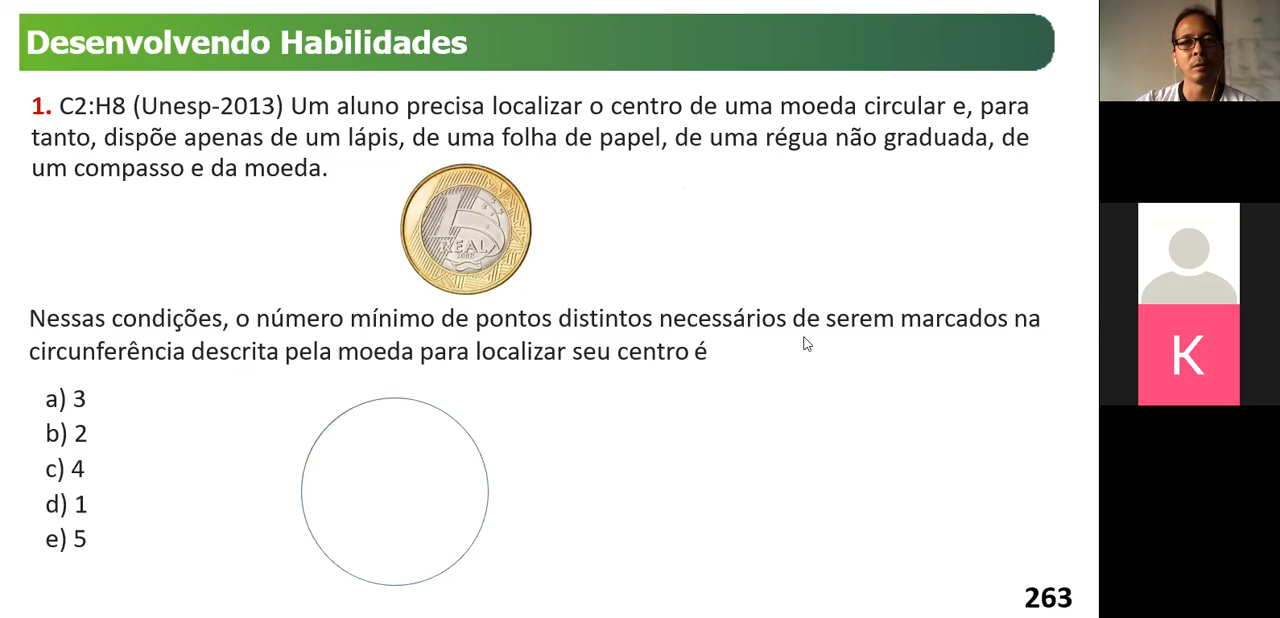 Desenvolvendo Habilidades
1. C2:H8 (Unesp-2013) Um aluno precisa localizar o centro de uma moeda circular e, para
tanto, dispõe apenas de um lápis, de uma folha de papel, de uma régua não graduada, de
um compasso e da moeda.
1
REAL
Nessas condições, o número mínimo de pontos distintos necessários de serem marcados na
circunferência descrita pela moeda para localizar seu centro é
a) 3
b) 2
c) 4
d) 1
e) 5
263
K